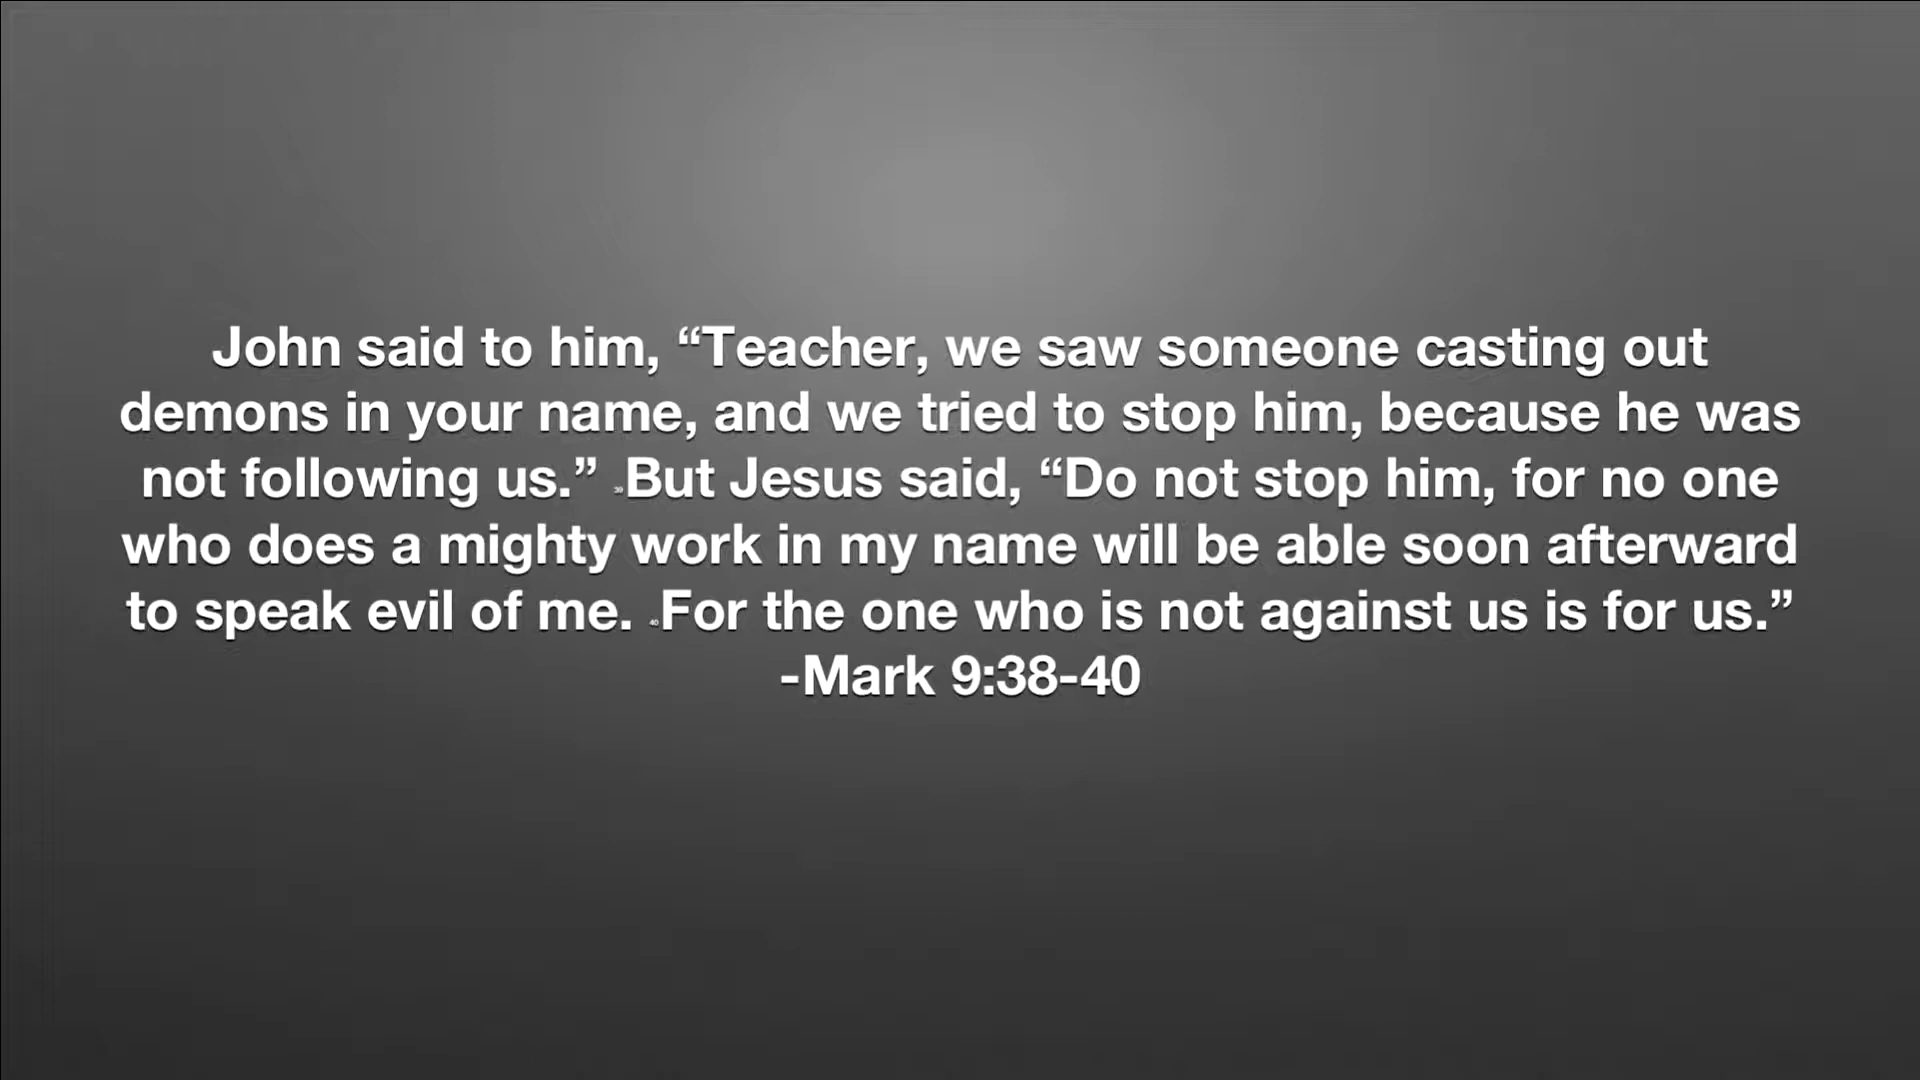 John said to him, “Teacher, we saw someone casting out
demons in your name, and we tried to stop him, because he was
not following us.” 39 But Jesus said, “Do not stop him, for no one
who does a mighty work in my name will be able soon afterward
to speak evil of me. 40 For the one who is not against us is for us.”
-Mark 9:38-40